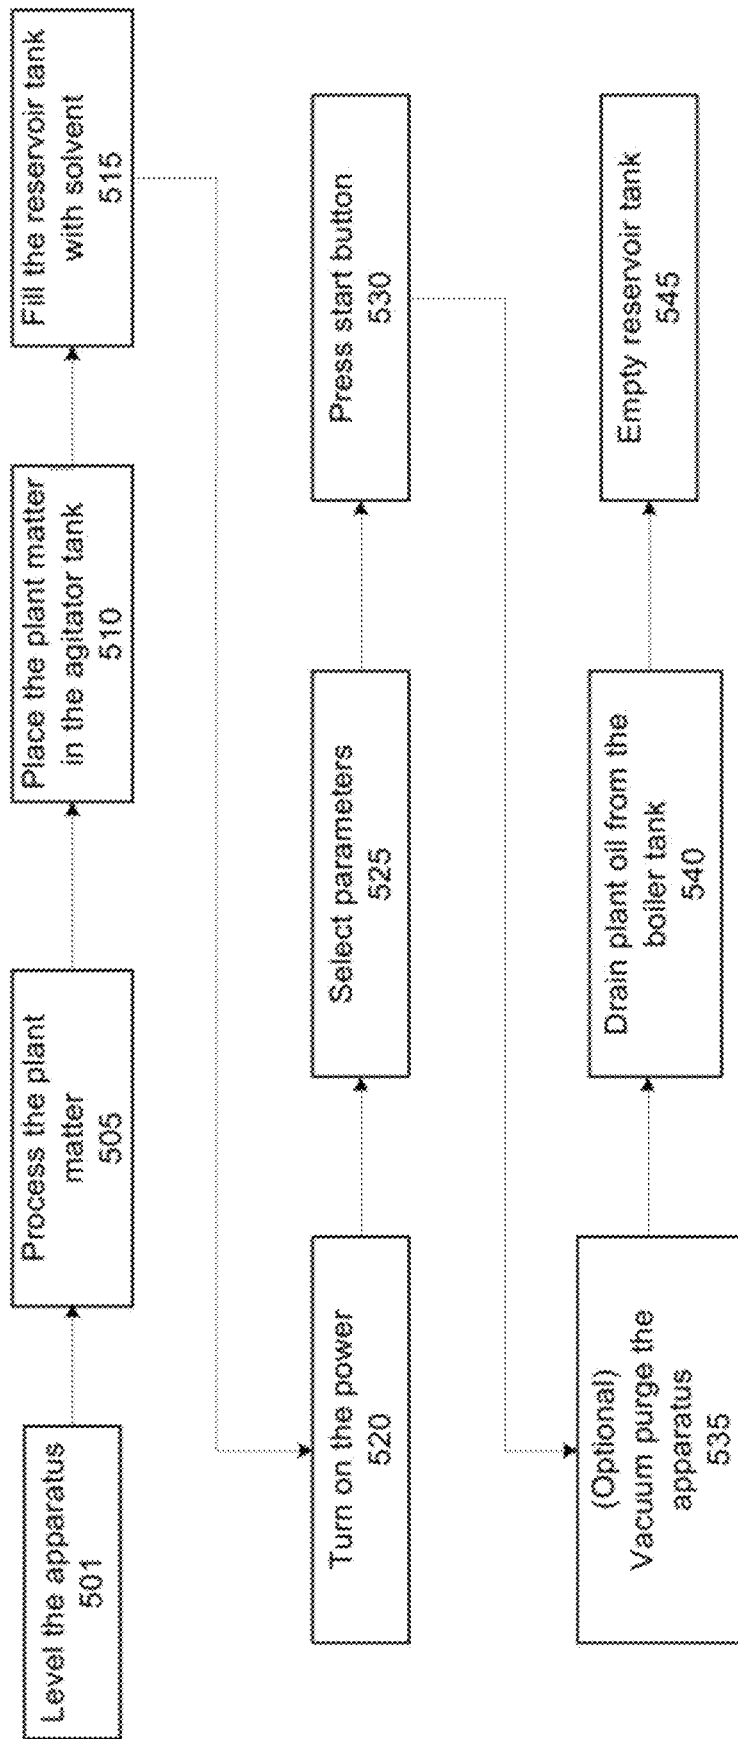 Level the apparatus
501
Process the plant
matter
505
Place the plant matter
in the agitator tank
510
Fill the reservoir tank
with solvent
515
Turn on the power
520
Select parameters
525
Press start button
530
(Optional)
Vacuum purge the
apparatus
535
Drain plant oil from the
boiler tank
540
Empty reservoir tank
545